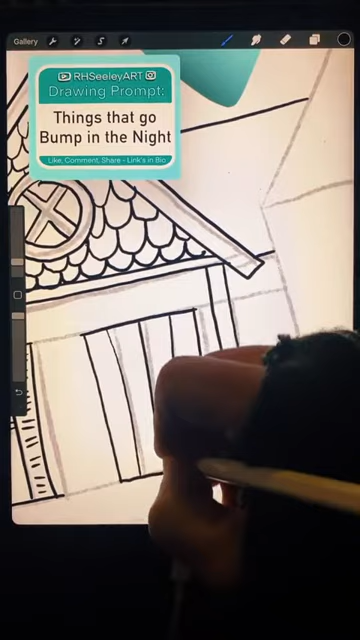 Gallery
RHSeeleyART
Drawing Prompt:
Things that go
Bump in the Night
Like, Comment, Share - Link's in Bio